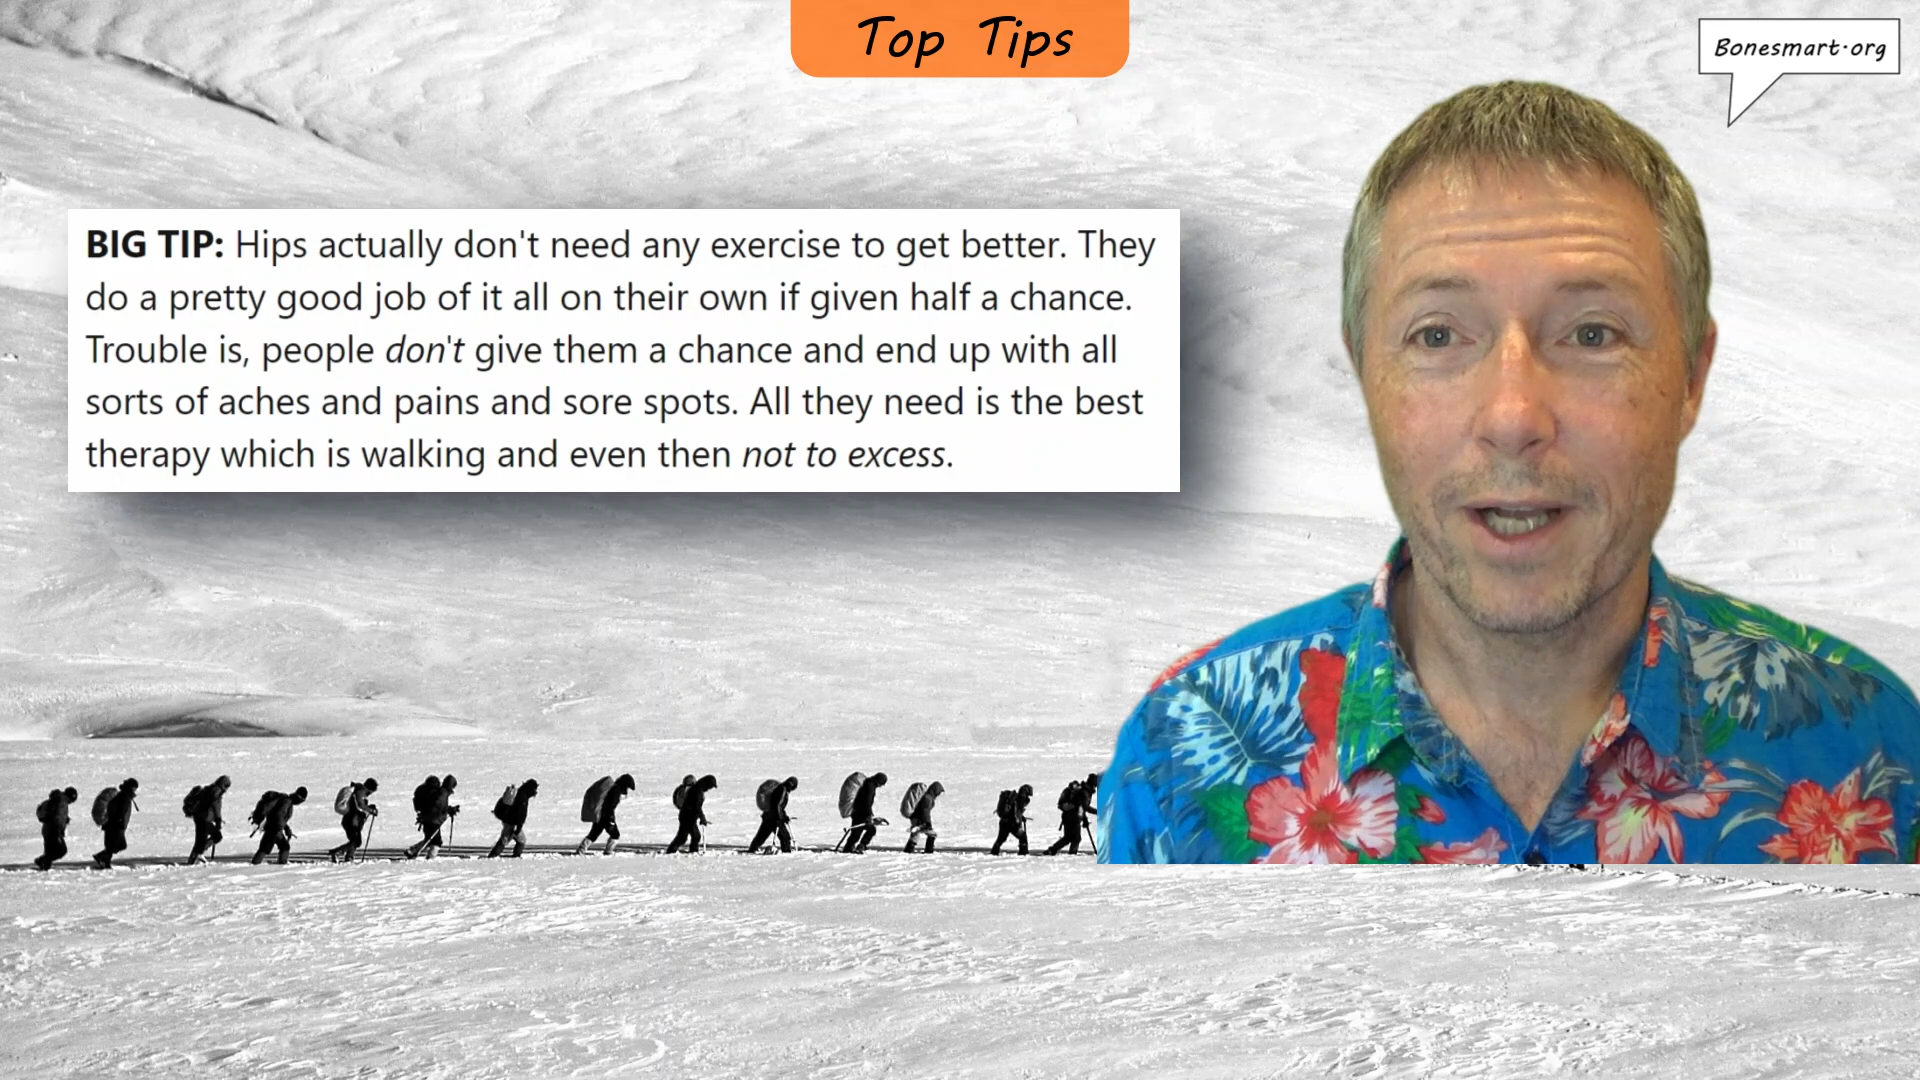 Top Tips
Bonesmart.org
BIG TIP: Hips actually don't need any exercise to get better. They
do a pretty good job of it all on their own if given half a chance.
Trouble is, people don't give them a chance and end up with all
sorts of aches and pains and sore spots. All they need is the best
therapy which is walking and even then not to excess.